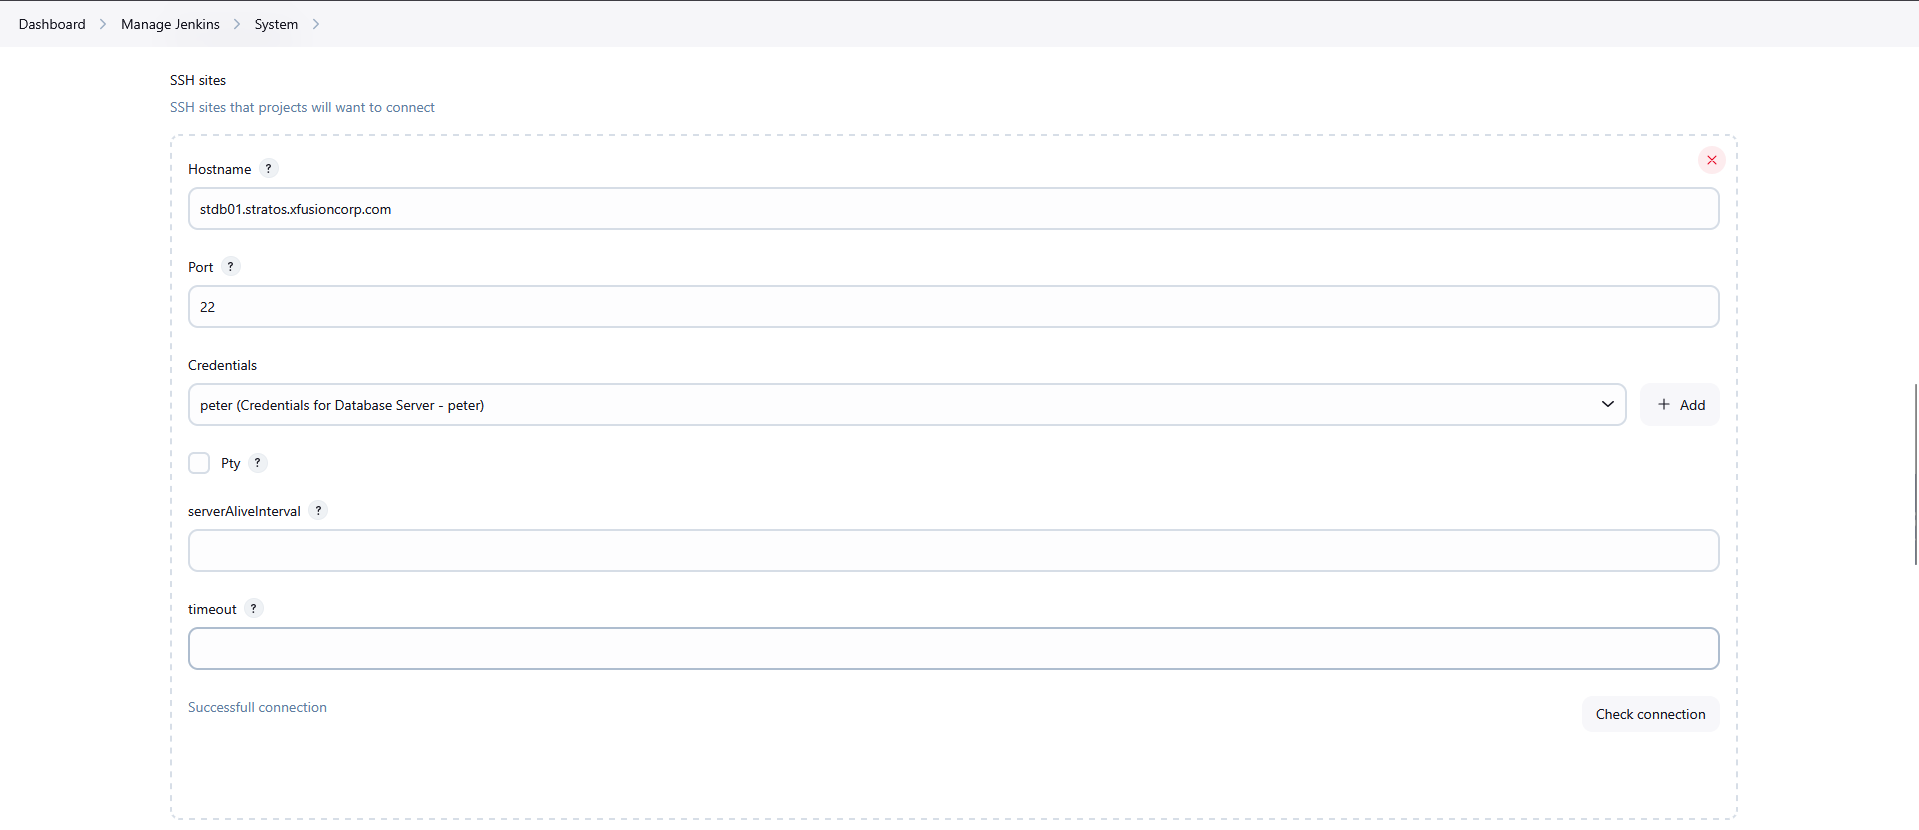 Dashboard > Manage Jenkins > System >
SSH sites
SSH sites that projects will want to connect
Hostname ?
stdb01.stratos.xfusioncorp.com
Port ?
22
Credentials
peter (Credentials for Database Server - peter)
+ Add
Pty ?
serverAliveInterval ?
timeout ?
Successfull connection
Check connection